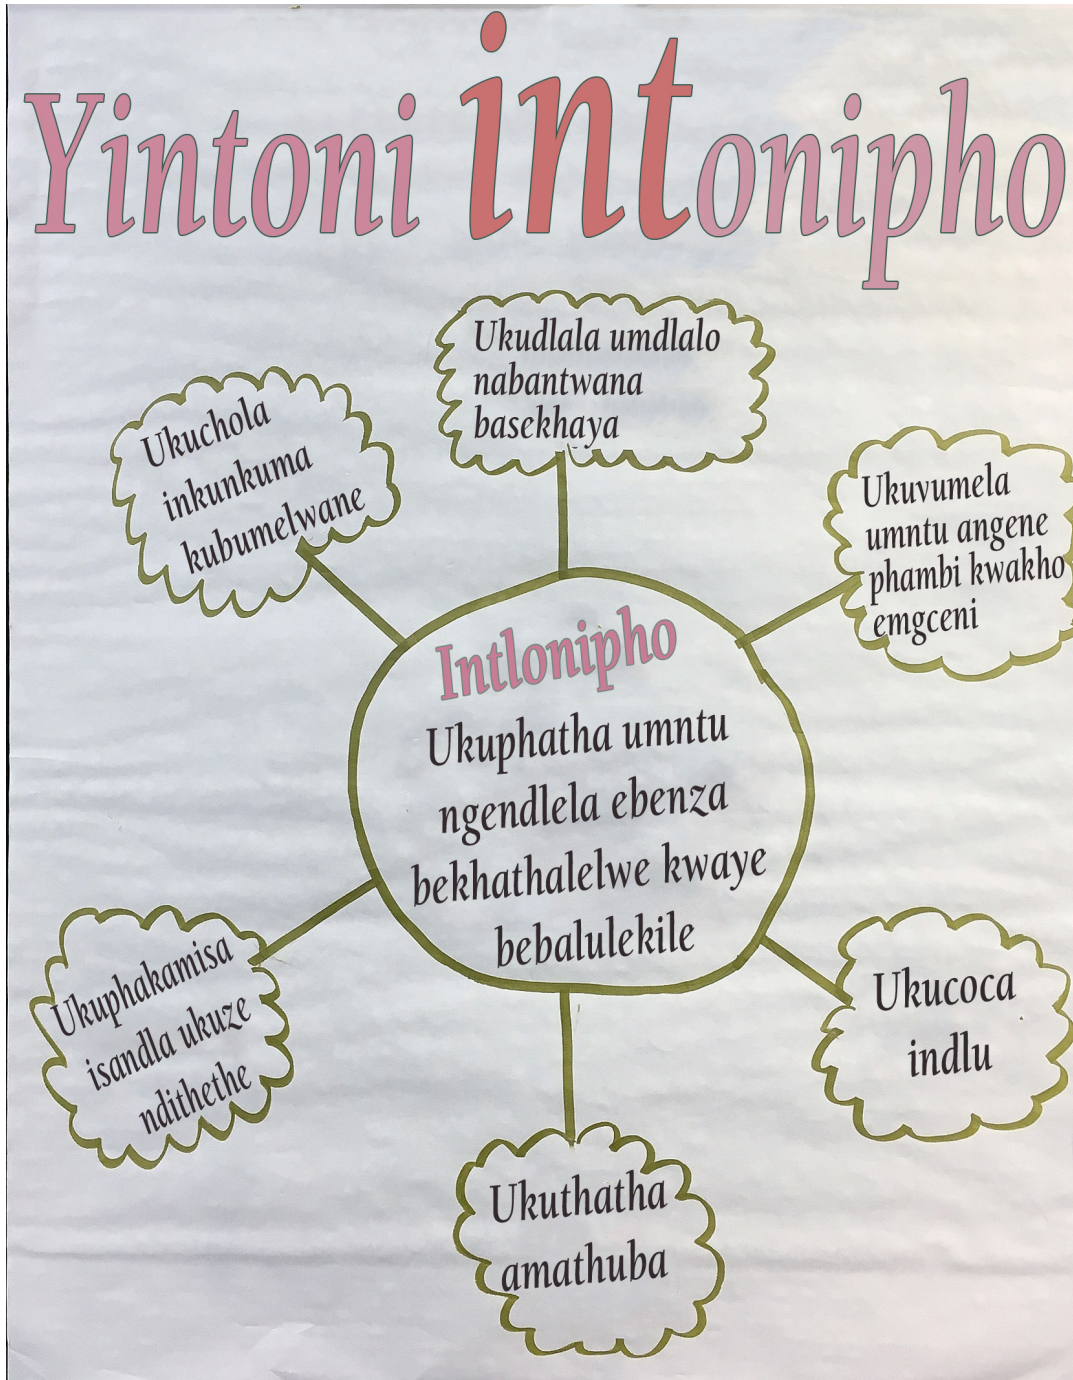 Yintoni intonipho
Ukudlala umdlalo
nabantwana
basekhaya
Ukuchola
inkunkuma
kubumelwane
Ukuvumela
umntu angene
phambi kwakho
emgceni
Intlonipho
Ukuphatha umntu
ngendlela ebenza
bekhathalelwe kwaye
bebalulekile
Ukuphakamisa
isandla ukuze
ndithethe
Ukucoca
indlu
Ukuthatha
amathuba